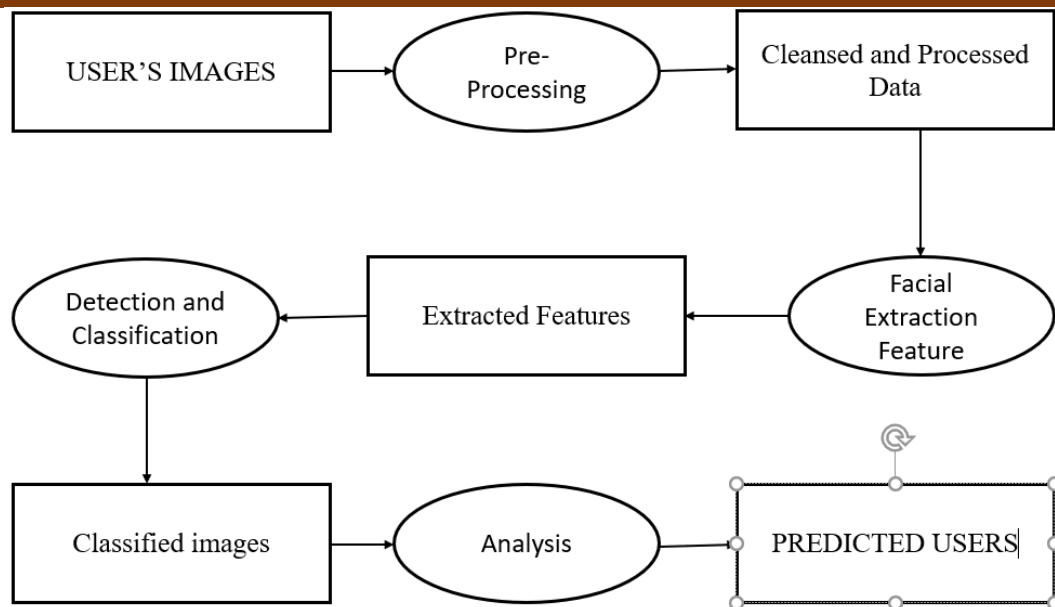 USER’S IMAGES
Pre-
Processing
Cleansed and Processed
Data
Facial
Extraction
Feature
Extracted Features
Detection and
Classification
Classified images
Analysis
PREDICTED USERS